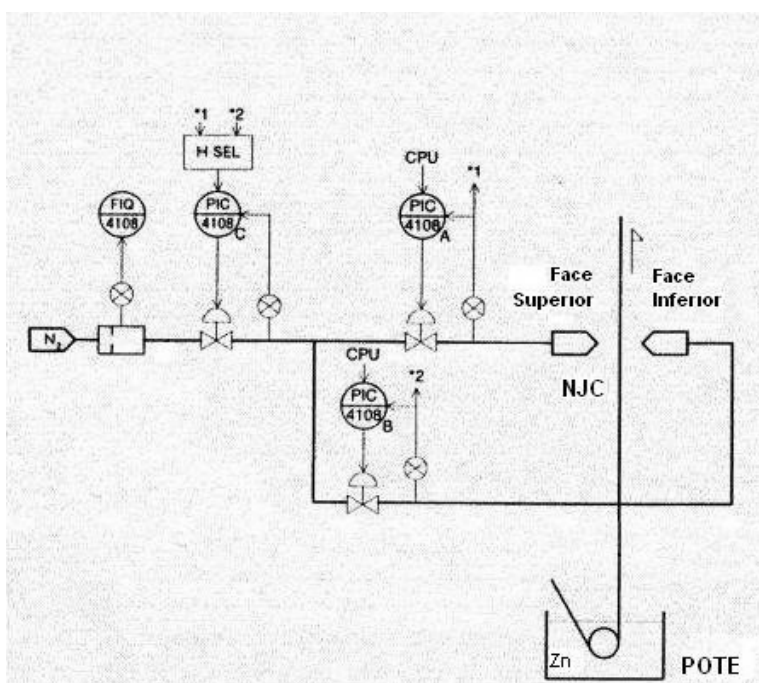 *1 *2
H SEL
CPU
*1
FIQ
4108
PIC
4108
C
PIC
4108
A
Face
Superior
Face
Inferior
N2
CPU
*2
NJC
PIC
4108
B
Zn
POTE